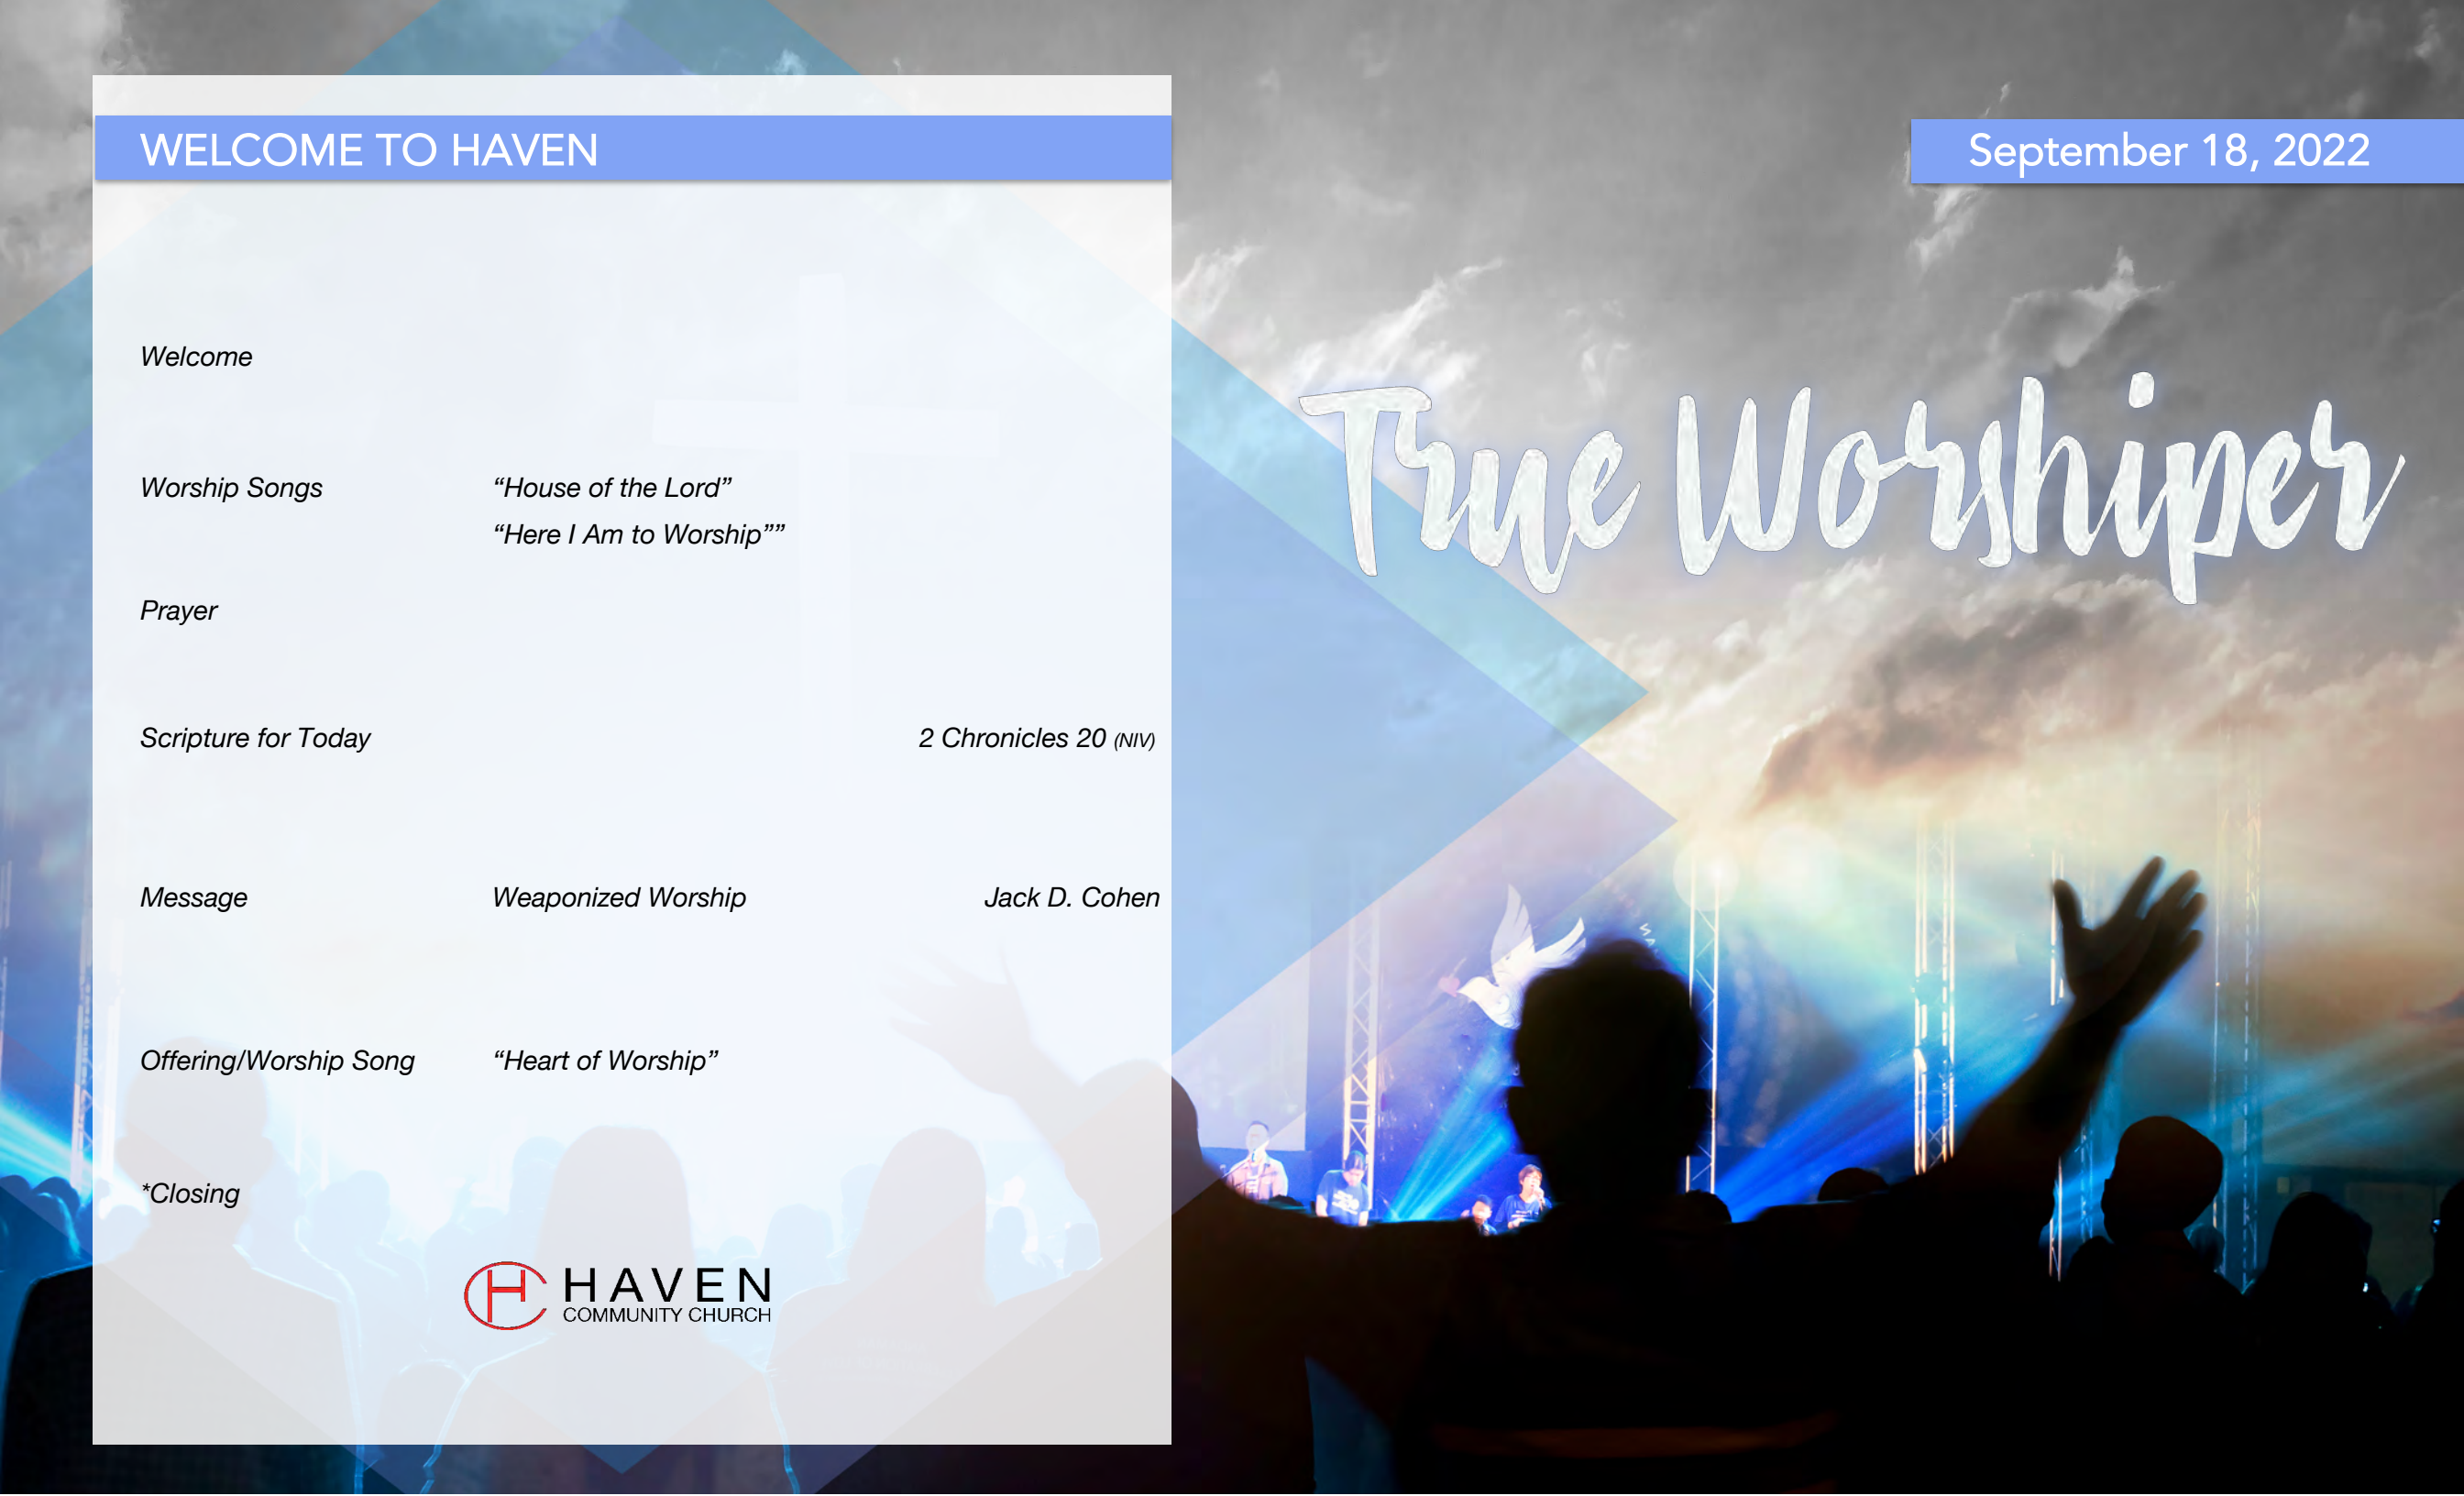 WELCOME TO HAVEN
Welcome
Worship Songs “House of the Lord”
“Here I Am to Worship””
Prayer
Scripture for Today 2 Chronicles 20 (NIV)
Message Weaponized Worship Jack D. Cohen
Offering/Worship Song “Heart of Worship”
*Closing
HAVEN
COMMUNITY CHURCH
September 18, 2022
True Worshiper